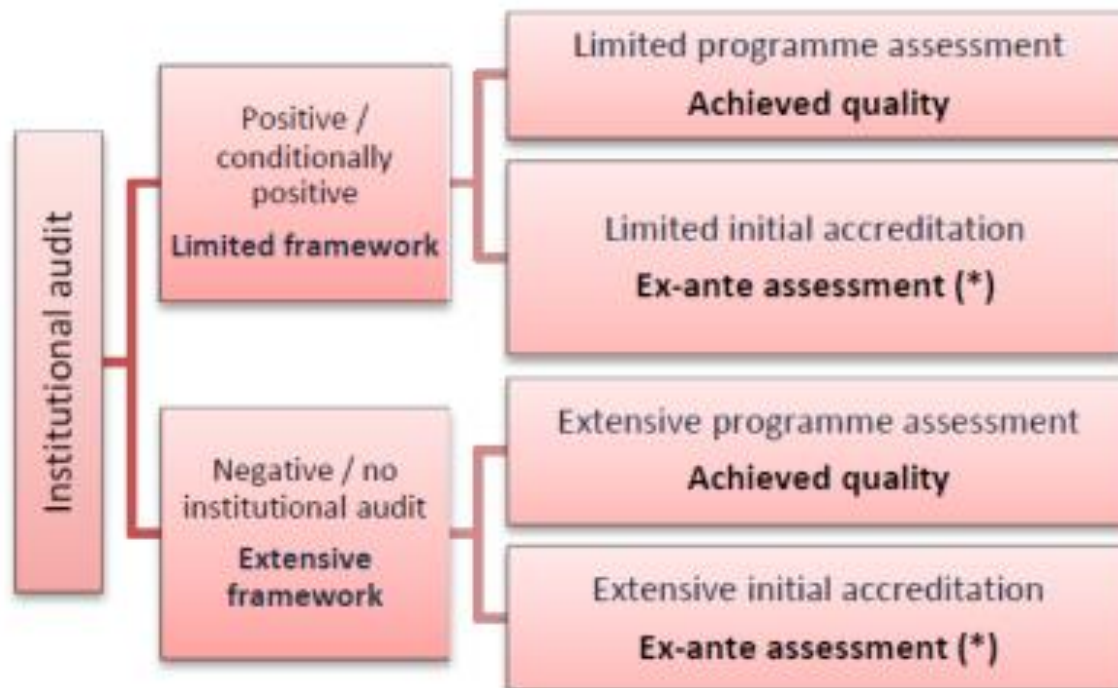 Institutional audit
Positive /
conditionally
positive
Limited framework
Limited programme assessment
Achieved quality
Limited initial accreditation
Ex-ante assessment (*)
Negative / no
institutional audit
Extensive
framework
Extensive programme assessment
Achieved quality
Extensive initial accreditation
Ex-ante assessment (*)